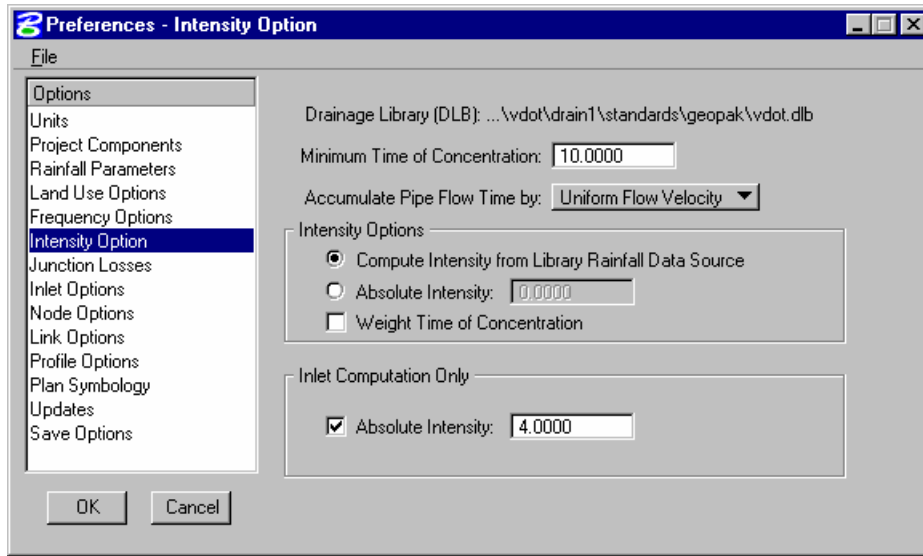 Preferences - Intensity Option
File
Options
Units
Project Components
Rainfall Parameters
Land Use Options
Frequency Options
Intensity Option
Junction Losses
Inlet Options
Node Options
Link Options
Profile Options
Plan Symbology
Updates
Save Options
OK Cancel
Drainage Library (DLB): ...\vdot\drain1\standards\geopak\vdot.dlb
Minimum Time of Concentration: 10.0000
Accumulate Pipe Flow Time by: Uniform Flow Velocity
Intensity Options
Compute Intensity from Library Rainfall Data Source
Absolute Intensity: 0.0000
Weight Time of Concentration
Inlet Computation Only
Absolute Intensity: 4.0000